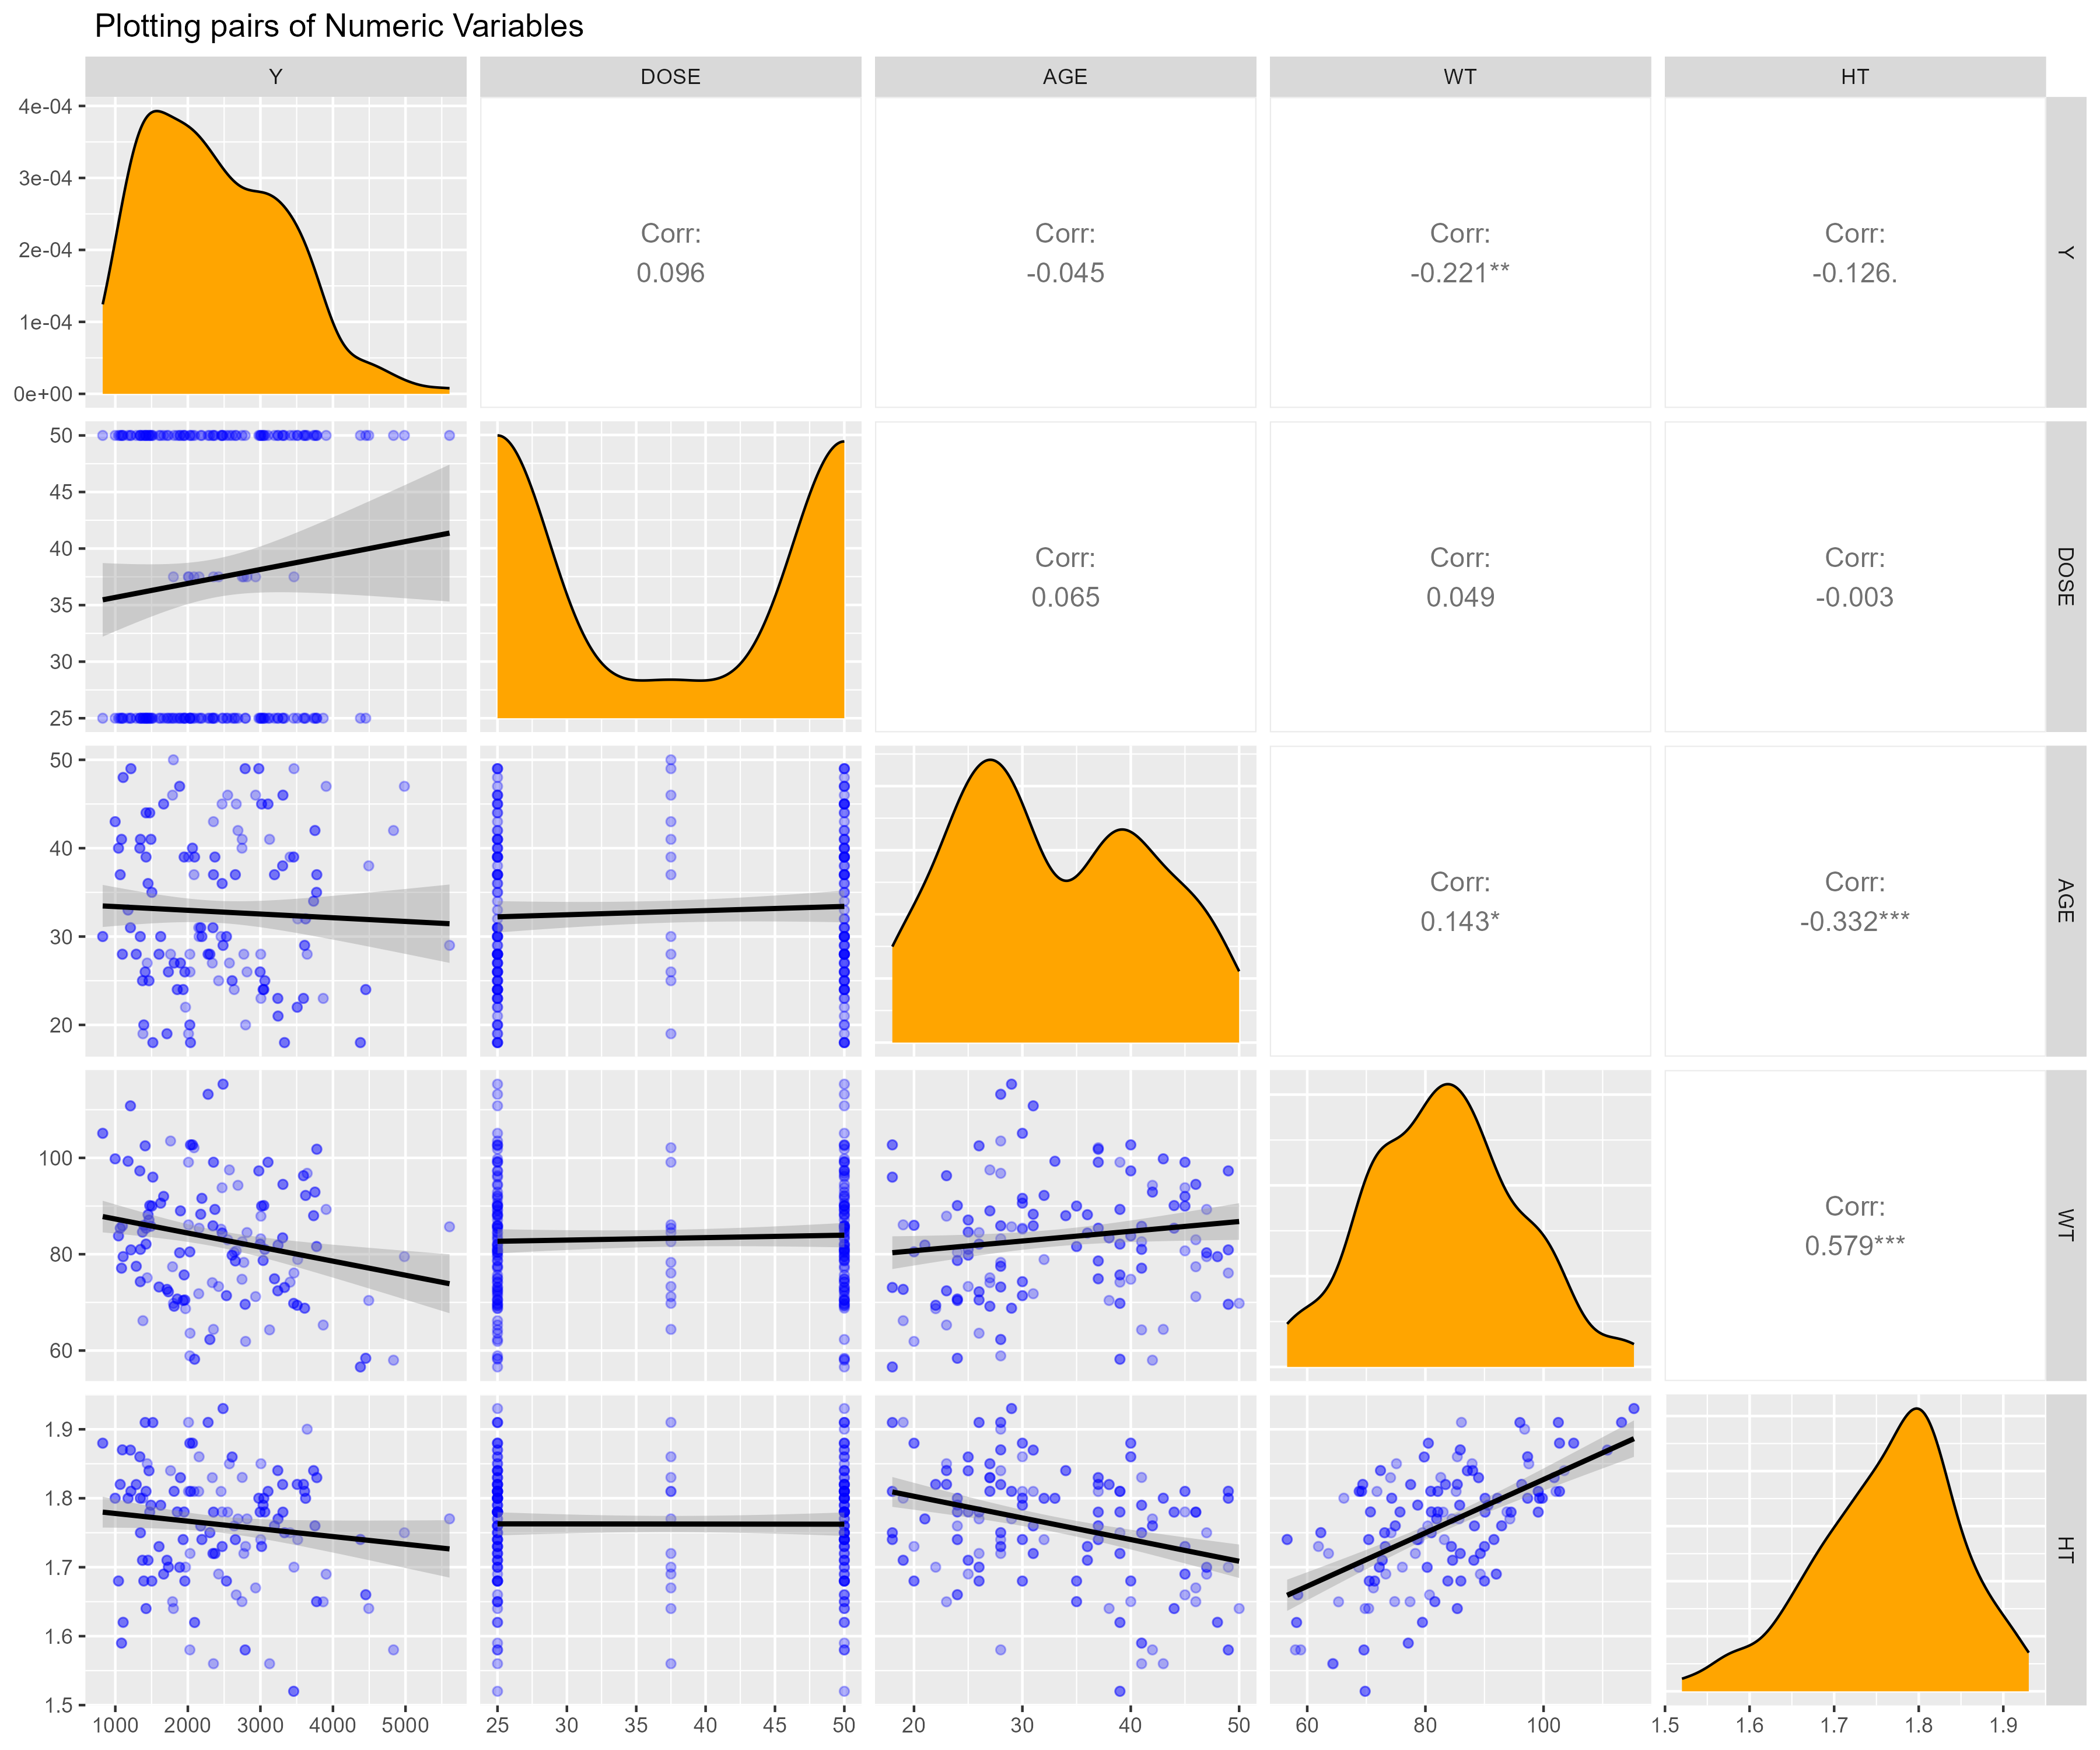 Plotting pairs of Numeric Variables
Y
DOSE
AGE
WT
HT
4e-04
3e-04
2e-04
1e-04
0e+00
Corr:
0.096
Corr:
-0.045
Corr:
-0.221**
Corr:
-0.126.
Y
50
45
40
35
30
25
Corr:
0.065
Corr:
0.049
Corr:
-0.003
DOSE
50
40
30
20
Corr:
0.143*
Corr:
-0.332***
AGE
100
80
60
Corr:
0.579***
WT
1.9
1.8
1.7
1.6
1.5
HT
1000 2000 3000 4000 5000
25 30 35 40 45 50
20 30 40 50
60 80 100
1.5 1.6 1.7 1.8 1.9